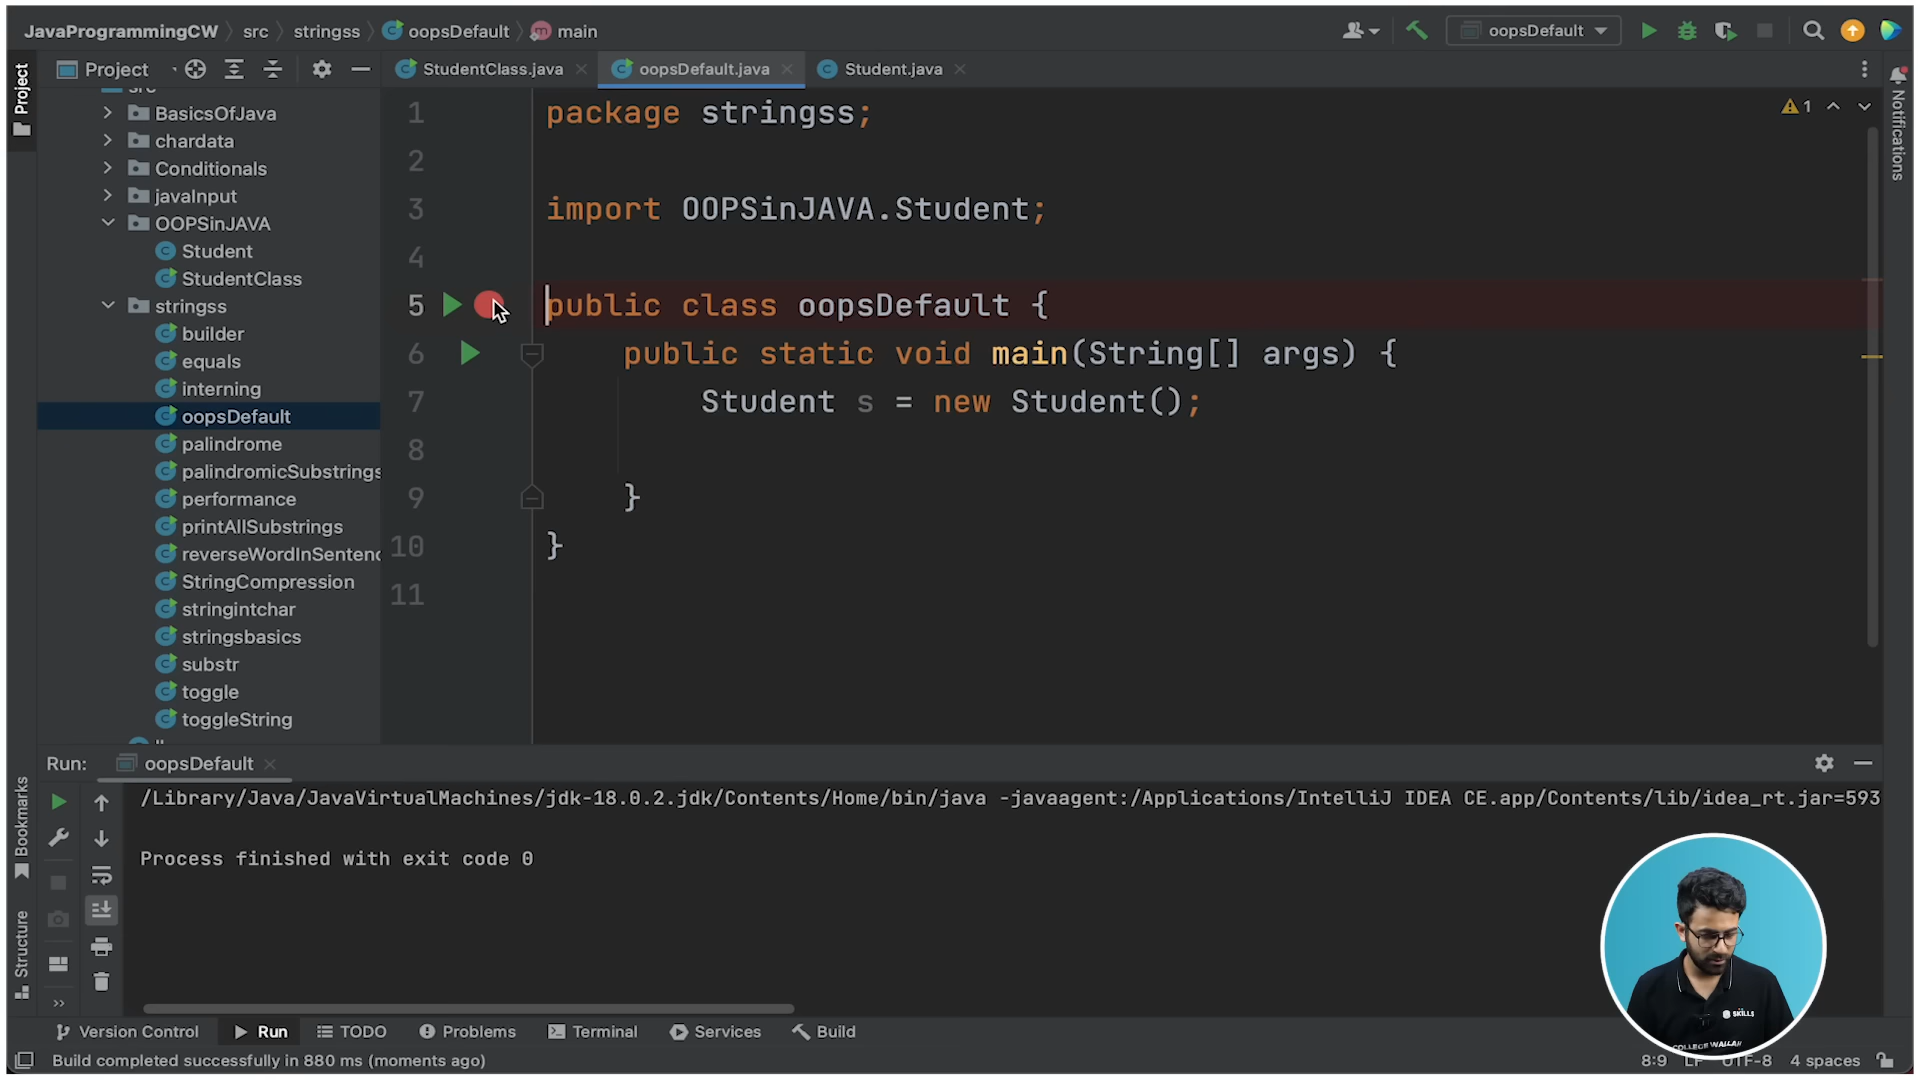 JavaProgrammingCW src stringss oopsDefault main
oopsDefault
Project
StudentClass.java
oopsDefault.java
Student.java
Project
Notifications
src
BasicsOfJava
chardata
Conditionals
javaInput
OOPSinJAVA
Student
StudentClass
stringss
builder
equals
interning
oopsDefault
palindrome
palindromicSubstrings
performance
printAllSubstrings
reverseWordInSentenc
StringCompression
stringintchar
stringsbasics
substr
toggle
toggleString
1
1 package stringss;
2
3 import OOPSinJAVA.Student;
4
5 public class oopsDefault {
6 public static void main(String[] args) {
7 Student s = new Student();
8
9 }
10 }
11
Run: oopsDefault
/Library/Java/JavaVirtualMachines/jdk-18.0.2.jdk/Contents/Home/bin/java -javaagent:/Applications/IntelliJ IDEA CE.app/Contents/lib/idea_rt.jar=593
Process finished with exit code 0
Bookmarks
Structure
SKILLS
Version Control Run TODO Problems Terminal Services Build
Build completed successfully in 880 ms (moments ago)
8:9 LF UTF-8 4 spaces